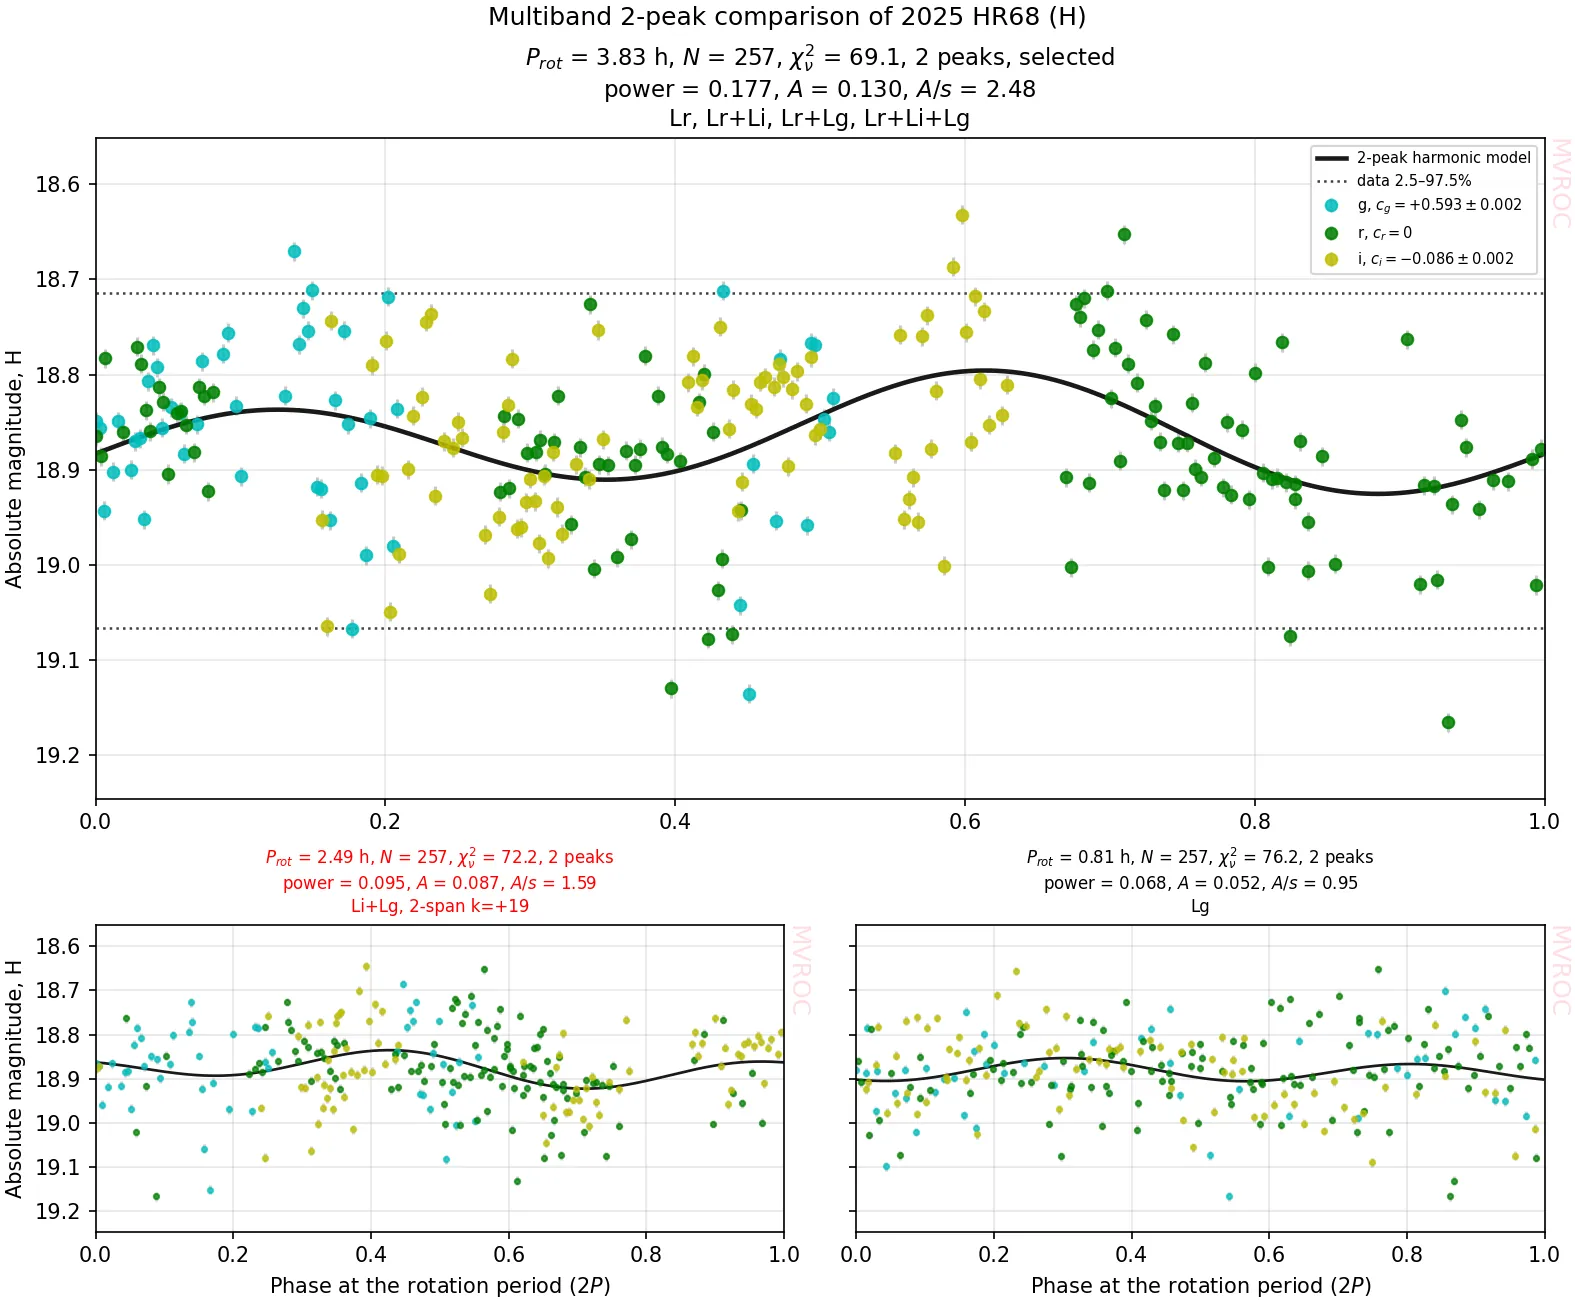 Multiband 2-peak comparison of 2025 HR68 (H)
P_rot = 3.83 h, N = 257, χ²_ν = 69.1, 2 peaks, selected
power = 0.177, A = 0.130, A/s = 2.48
Lr, Lr+Li, Lr+Lg, Lr+Li+Lg
2-peak harmonic model
data 2.5–97.5%
g, c_g = +0.593 ± 0.002
r, c_r = 0
i, c_i = −0.086 ± 0.002
MVROC
Absolute magnitude, H
18.6
18.7
18.8
18.9
19.0
19.1
19.2
0.0 0.2 0.4 0.6 0.8 1.0
P_rot = 2.49 h, N = 257, χ²_ν = 72.2, 2 peaks
power = 0.095, A = 0.087, A/s = 1.59
Li+Lg, 2-span k=+19
MVROC
Absolute magnitude, H
18.6
18.7
18.8
18.9
19.0
19.1
19.2
0.0 0.2 0.4 0.6 0.8 1.0
Phase at the rotation period (2P)
P_rot = 0.81 h, N = 257, χ²_ν = 76.2, 2 peaks
power = 0.068, A = 0.052, A/s = 0.95
Lg
MVROC
0.0 0.2 0.4 0.6 0.8 1.0
Phase at the rotation period (2P)